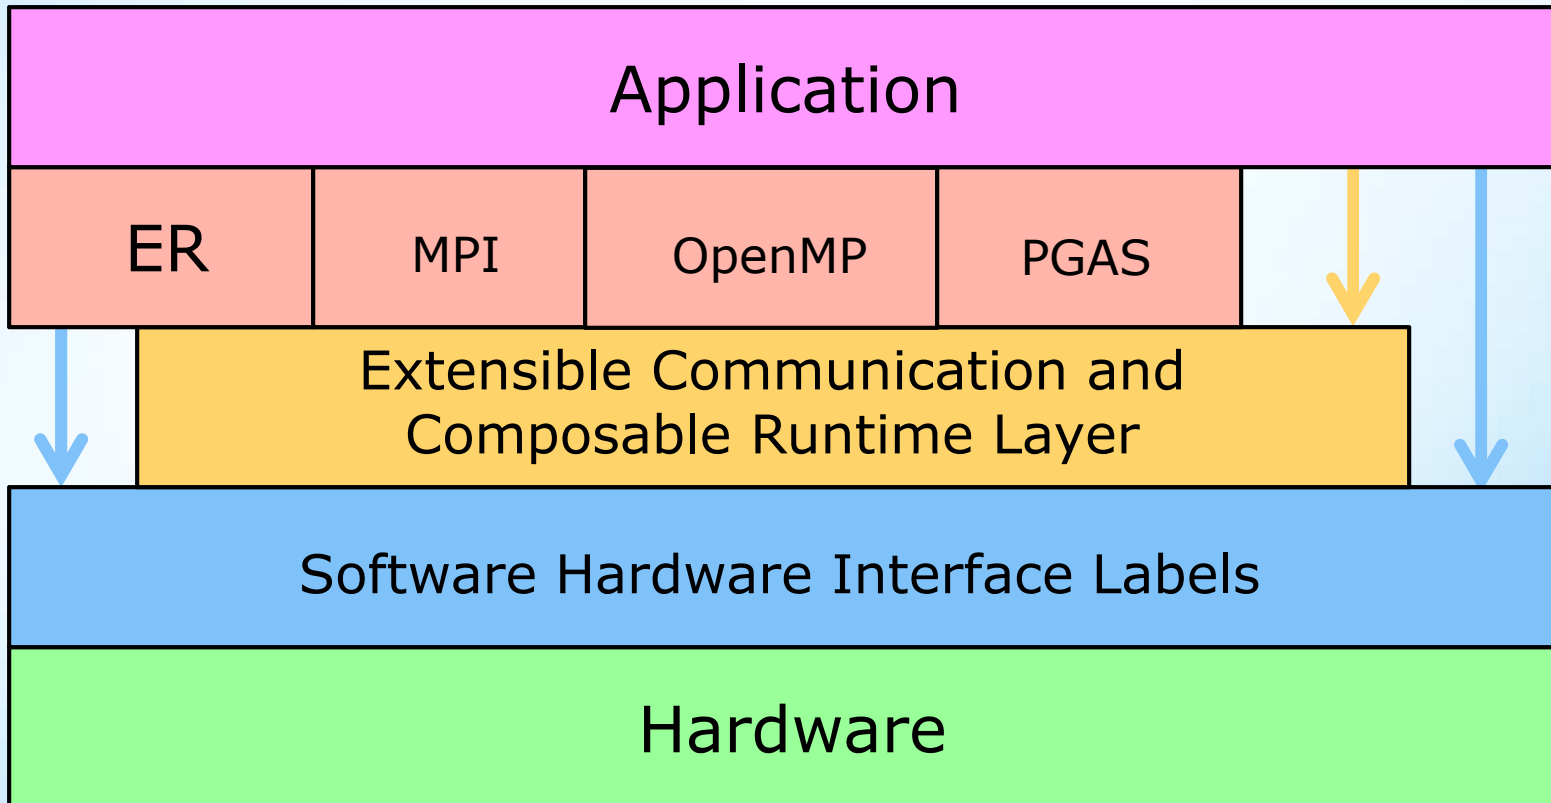 Application
ER
MPI
OpenMP
PGAS
Extensible Communication and
Composable Runtime Layer
Software Hardware Interface Labels
Hardware